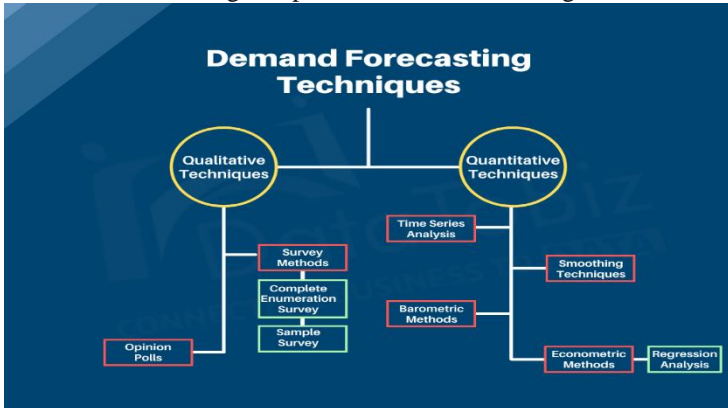 Demand Forecasting
Techniques
Qualitative
Techniques
Quantitative
Techniques
Time Series
Analysis
Survey
Methods
Smoothing
Techniques
Complete
Enumeration
Survey
Barometric
Methods
Sample
Survey
Opinion
Polls
Econometric
Methods
Regression
Analysis